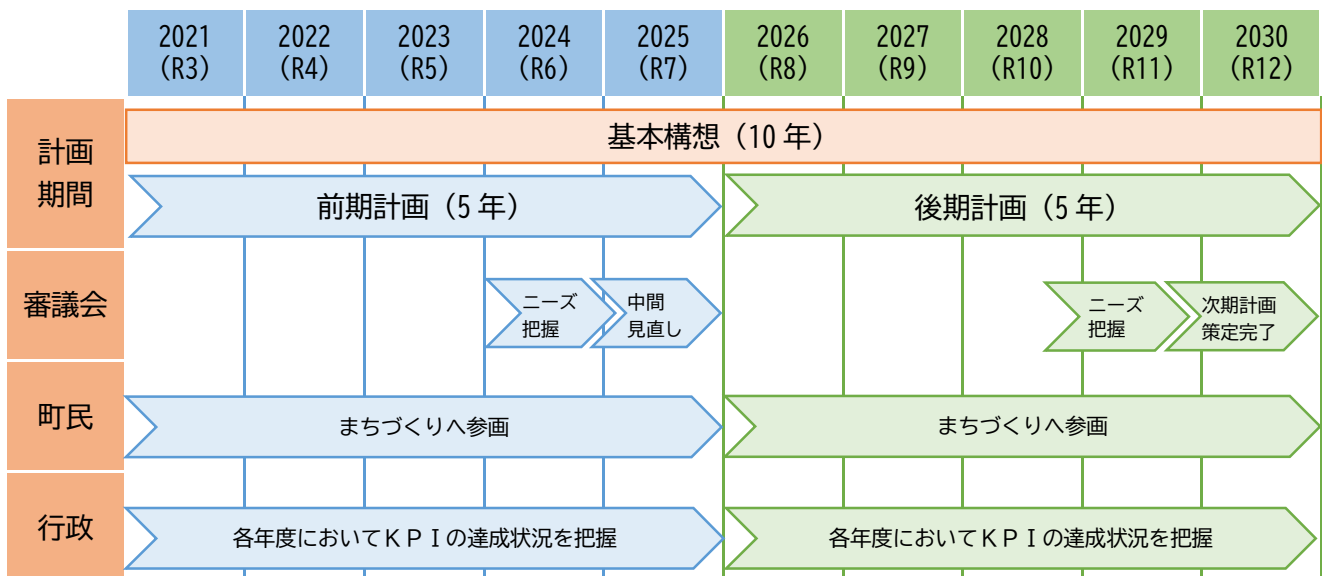 2021 2022 2023 2024 2025 2026 2027 2028 2029 2030
(R3) (R4) (R5) (R6) (R7) (R8) (R9) (R10) (R11) (R12)
計画
期間
基本構想（10 年）
前期計画（5 年）
後期計画（5 年）
審議会
ニーズ
把握
中間
見直し
ニーズ
把握
次期計画
策定完了
町民
まちづくりへ参画
まちづくりへ参画
行政
各年度においてＫＰＩの達成状況を把握
各年度においてＫＰＩの達成状況を把握